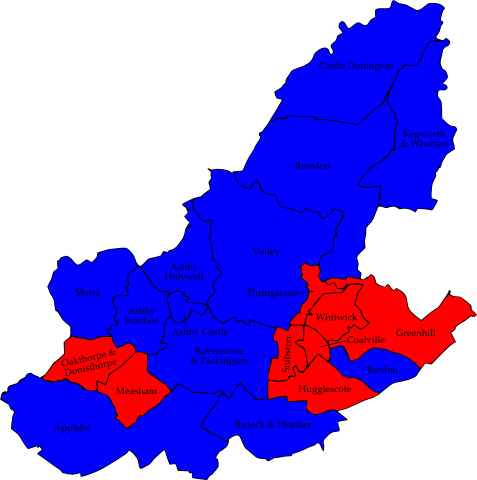 Castle Donington
Kegworth
& Whatton
Breedon
Valley
Ashby
Holywell
Moira
Thringstone
Ashby
Ivanhoe
Whitwick
Ashby Castle
Greenhill
Coalville
Snibston
Ravenstone
& Packington
Oakthorpe &
Donisthorpe
Bardon
Measham
Hugglescote
Ibstock & Heather
Appleby